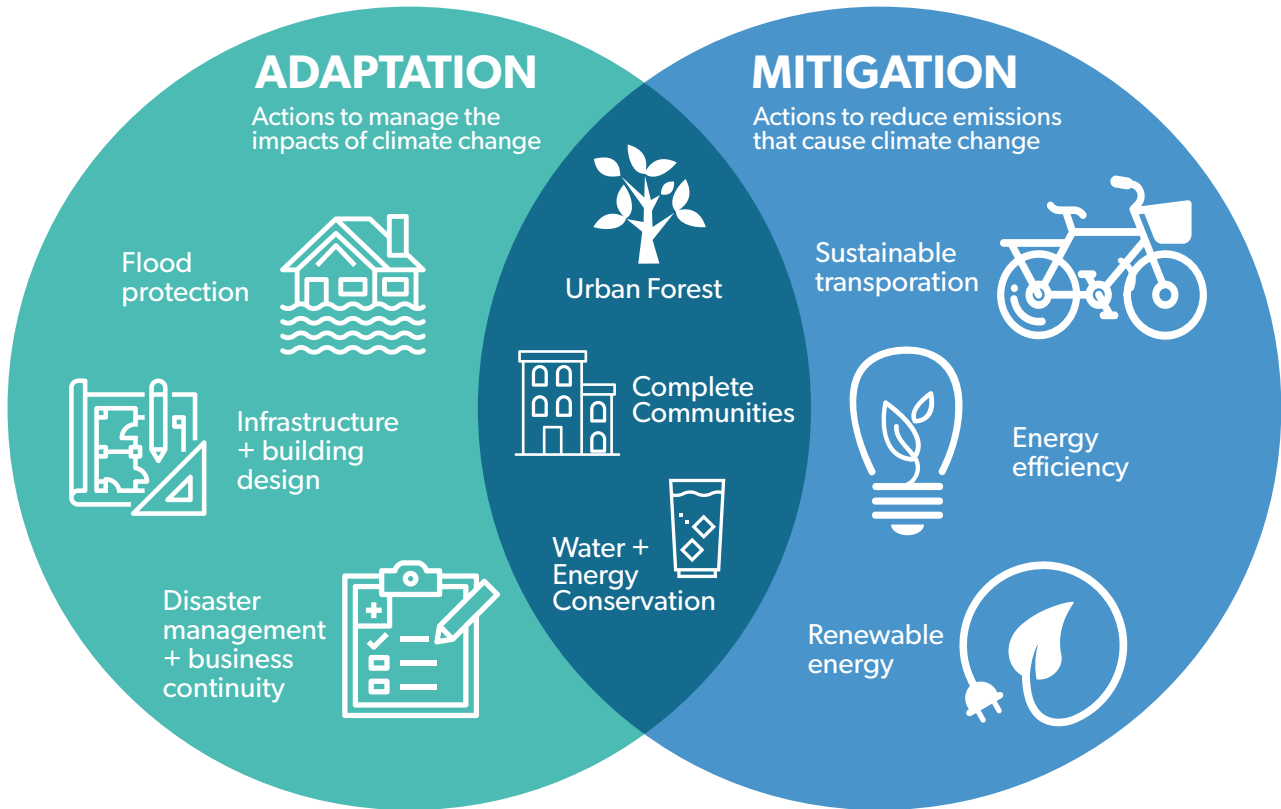 ADAPTATION
Actions to manage the
impacts of climate change
Flood
protection
Infrastructure
+ building
design
Disaster
management
+ business
continuity
Urban Forest
Complete
Communities
Water +
Energy
Conservation
MITIGATION
Actions to reduce emissions
that cause climate change
Sustainable
transporation
Energy
efficiency
Renewable
energy